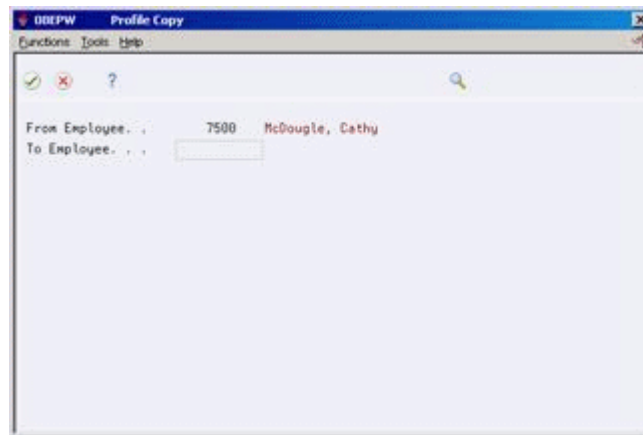 00EPW Profile Copy
Functions Tools Help
?
From Employee. . 7500 McDougle, Cathy
To Employee. . .